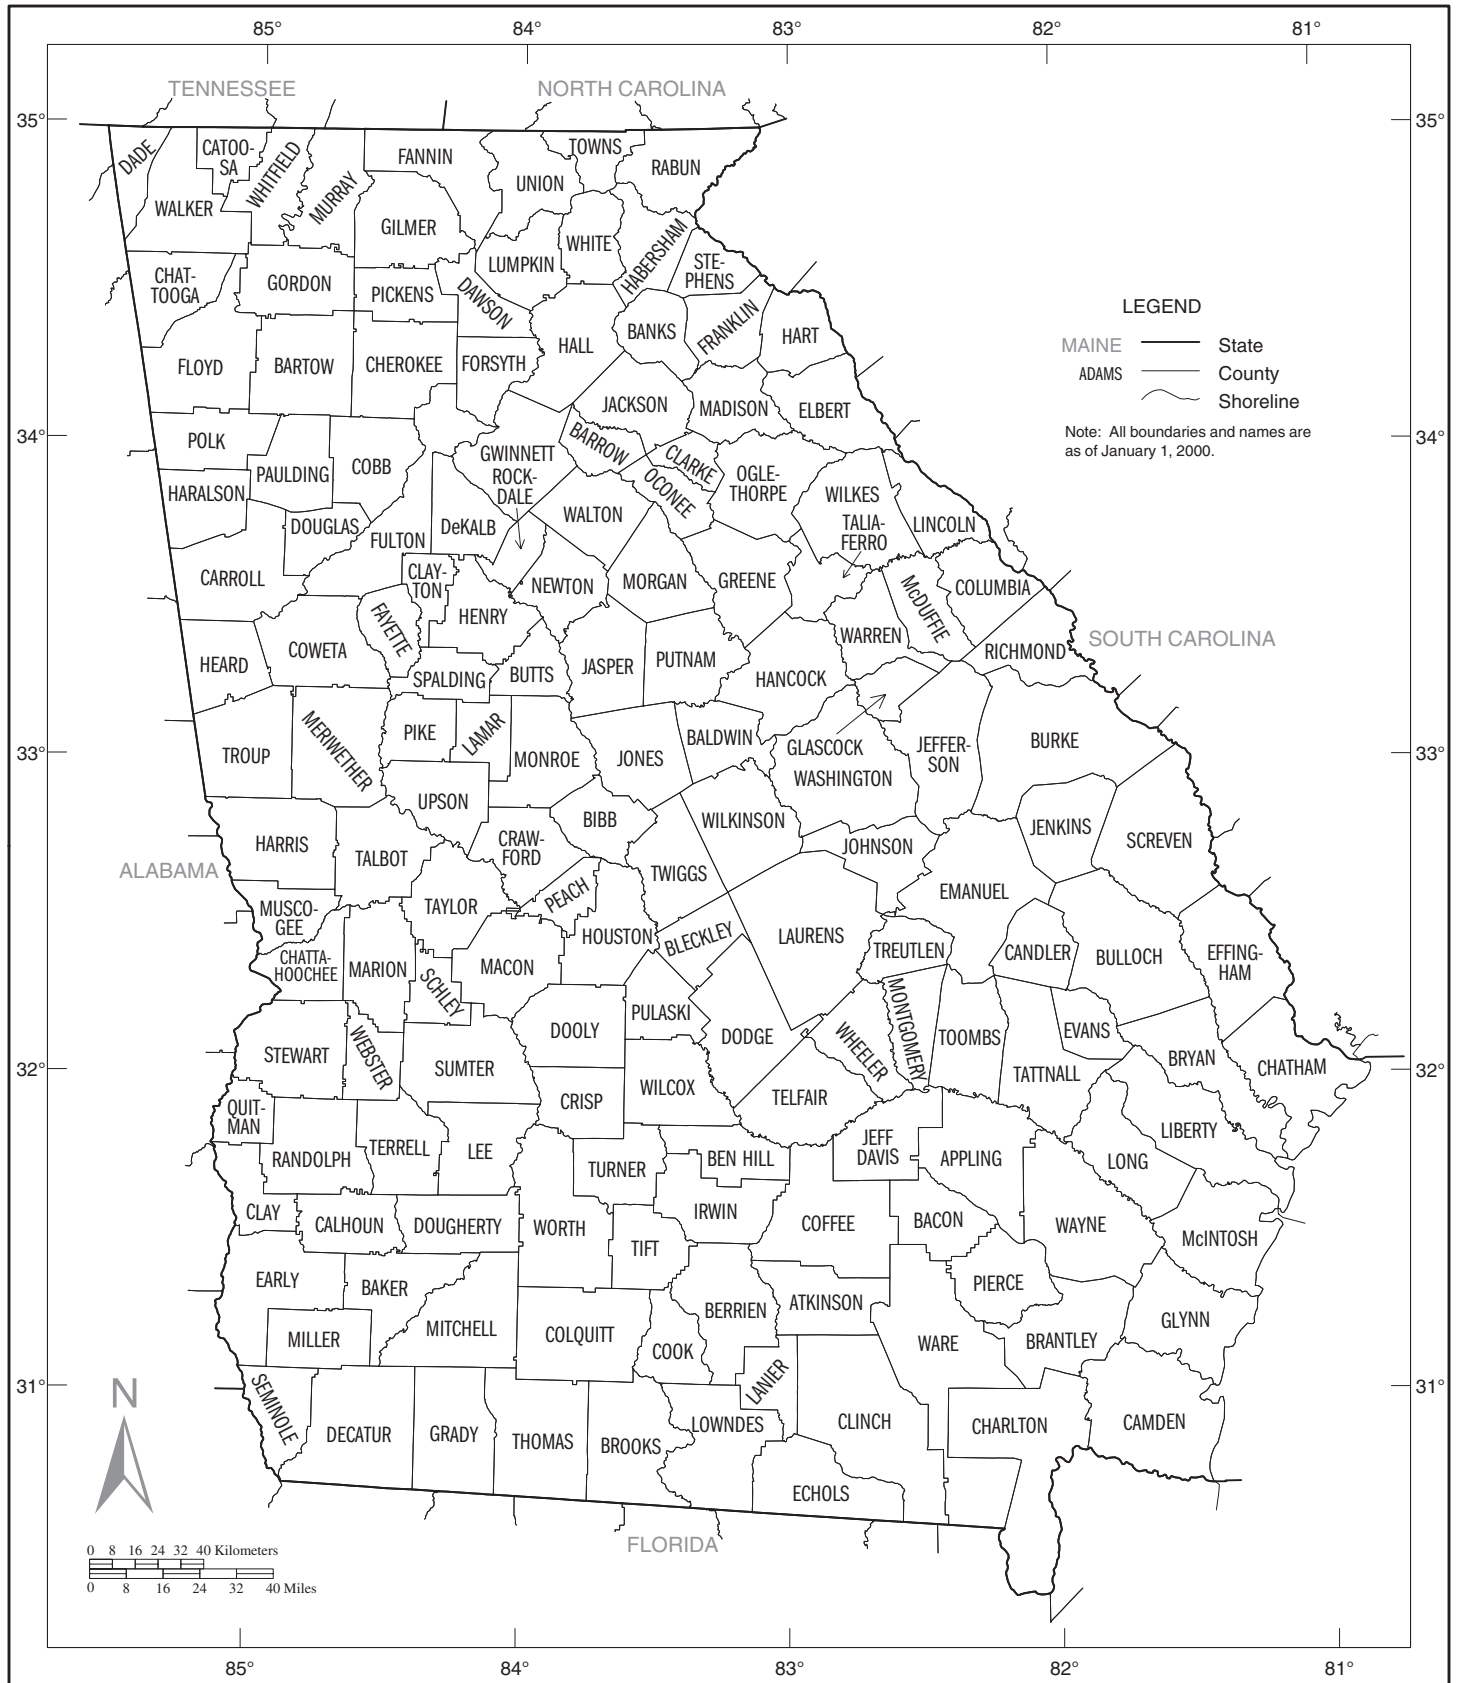 85°
84°
83°
82°
81°
TENNESSEE
NORTH CAROLINA
35°
35°
DADE
CATOO-
SA
WHITFIELD
MURRAY
FANNIN
UNION
TOWNS
RABUN
WALKER
GILMER
WHITE
HABERSHAM
STE-
PHENS
LUMPKIN
CHAT-
TOOGA
GORDON
PICKENS
DAWSON
LEGEND
MAINE
State
ADAMS
County
Shoreline
Note: All boundaries and names are
as of January 1, 2000.
FLOYD
BARTOW
CHEROKEE
FORSYTH
HALL
BANKS
FRANKLIN
HART
JACKSON
MADISON
ELBERT
34°
34°
POLK
PAULDING
COBB
GWINNETT
BARROW
CLARKE
OCONEE
OGLE-
THORPE
ROCK-
DALE
HARALSON
DOUGLAS
FULTON
DeKALB
WALTON
WILKES
TALIA-
FERRO
LINCOLN
CARROLL
CLAY-
TON
HENRY
NEWTON
MORGAN
GREENE
McDUFFIE
COLUMBIA
FAYETTE
WARREN
RICHMOND
SOUTH CAROLINA
HEARD
COWETA
SPALDING
BUTTS
JASPER
PUTNAM
HANCOCK
33°
33°
TROUP
MERIWETHER
PIKE
LAMAR
MONROE
JONES
BALDWIN
GLASCOCK
WASHINGTON
JEFFER-
SON
BURKE
UPSON
BIBB
WILKINSON
JENKINS
SCREVEN
HARRIS
TALBOT
CRAW-
FORD
TWIGGS
JOHNSON
ALABAMA
EMANUEL
MUSCO-
GEE
TAYLOR
PEACH
HOUSTON
BLECKLEY
LAURENS
TREUTLEN
CANDLER
BULLOCH
EFFING-
HAM
CHATTA-
HOOCHEE
MARION
SCHLEY
MACON
DOOLY
PULASKI
DODGE
WHEELER
MONTGOMERY
TOOMBS
EVANS
BRYAN
CHATHAM
32°
32°
STEWART
WEBSTER
SUMTER
CRISP
WILCOX
TELFAIR
TATTNALL
QUIT-
MAN
LIBERTY
RANDOLPH
TERRELL
LEE
TURNER
BEN HILL
JEFF
DAVIS
APPLING
LONG
CLAY
CALHOUN
DOUGHERTY
WORTH
TIFT
IRWIN
COFFEE
BACON
WAYNE
McINTOSH
EARLY
BAKER
MITCHELL
COLQUITT
BERRIEN
ATKINSON
PIERCE
GLYNN
MILLER
COOK
WARE
BRANTLEY
31°
31°
N
SEMINOLE
DECATUR
GRADY
THOMAS
BROOKS
LOWNDES
LANIER
CLINCH
CHARLTON
CAMDEN
ECHOLS
FLORIDA
0 8 16 24 32 40 Kilometers
0 8 16 24 32 40 Miles
85°
84°
83°
82°
81°